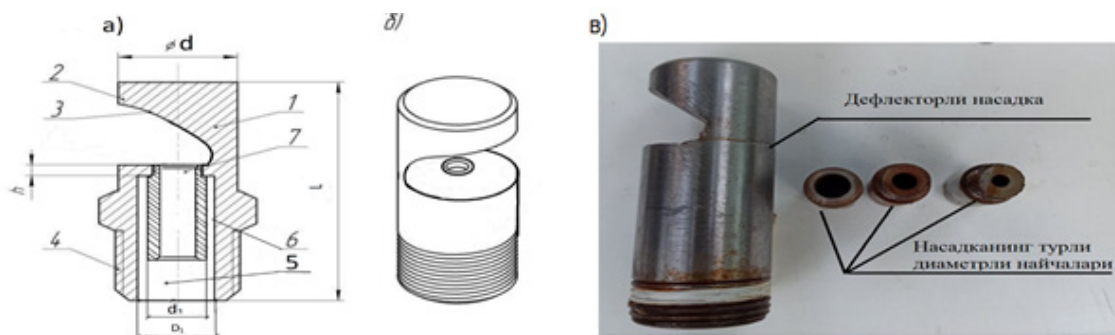 а)
ø d
2
3
1
7
h
l
4
6
5
d₁
D₁
б)
в)
Дефлекторли насадка
Насадканинг турли
диаметрли найчалари